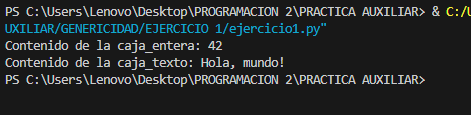 PS C:\Users\Lenovo\Desktop\PROGRAMACION 2\PRACTICA AUXILIAR> & C:/U
UXILIAR/GENERICIDAD/EJERCICIO 1/ejercicio1.py"
Contenido de la caja_entera: 42
Contenido de la caja_texto: Hola, mundo!
PS C:\Users\Lenovo\Desktop\PROGRAMACION 2\PRACTICA AUXILIAR>